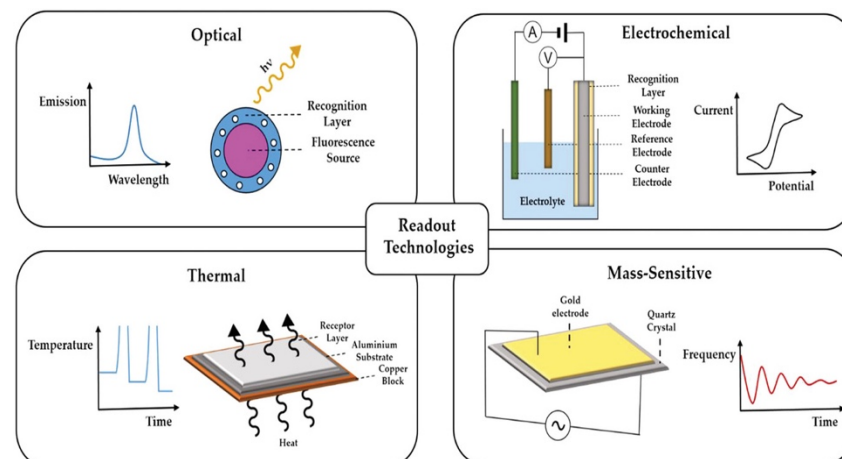 Optical
hν
Emission
Recognition
Layer
Fluorescence
Source
Wavelength
Electrochemical
A
V
Recognition
Layer
Working
Electrode
Reference
Electrode
Counter
Electrode
Electrolyte
Current
Potential
Readout
Technologies
Thermal
Temperature
Receptor
Layer
Aluminium
Substrate
Copper
Block
Time
Heat
Mass-Sensitive
Gold
electrode
Quartz
Crystal
Frequency
Time